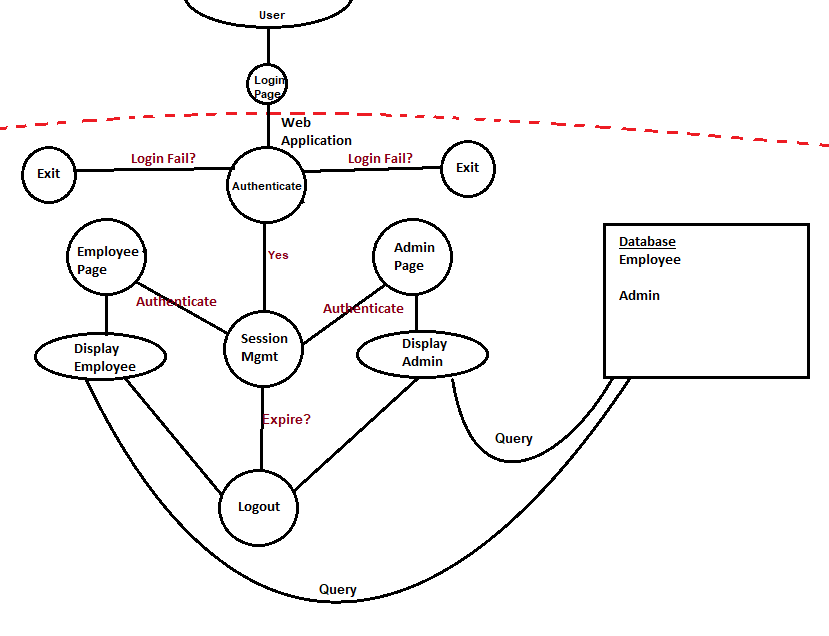 User
Login
Page
Web
Application
Login Fail?
Login Fail?
Exit
Exit
Authenticate
Employee
Page
Yes
Admin
Page
Database
Employee
Admin
Authenticate
Authenticate
Session
Mgmt
Display
Employee
Display
Admin
Expire?
Query
Logout
Query